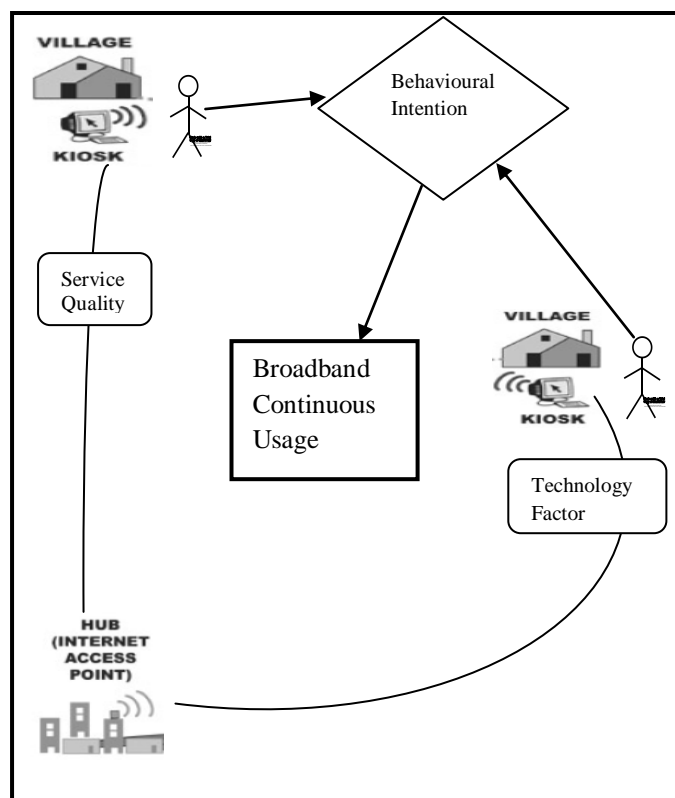 VILLAGE
KIOSK
Behavioural
Intention
Service
Quality
VILLAGE
KIOSK
Broadband
Continuous
Usage
Technology
Factor
HUB
(INTERNET
ACCESS
POINT)